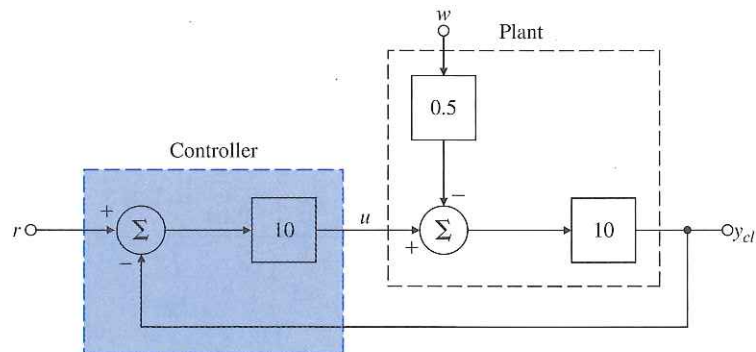 w
Plant
0.5
Controller
−
r
+
Σ
10
u
Σ
10
y_cl
−
+